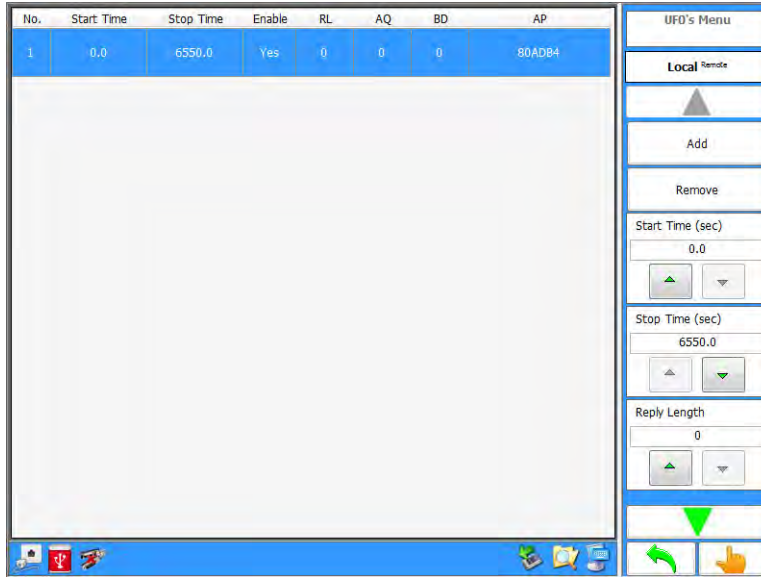 No. Start Time Stop Time Enable RL AQ BD AP
1 0.0 6550.0 Yes 0 0 0 80ADB4
UFO's Menu
Local Remote
Add
Remove
Start Time (sec)
0.0
Stop Time (sec)
6550.0
Reply Length
0